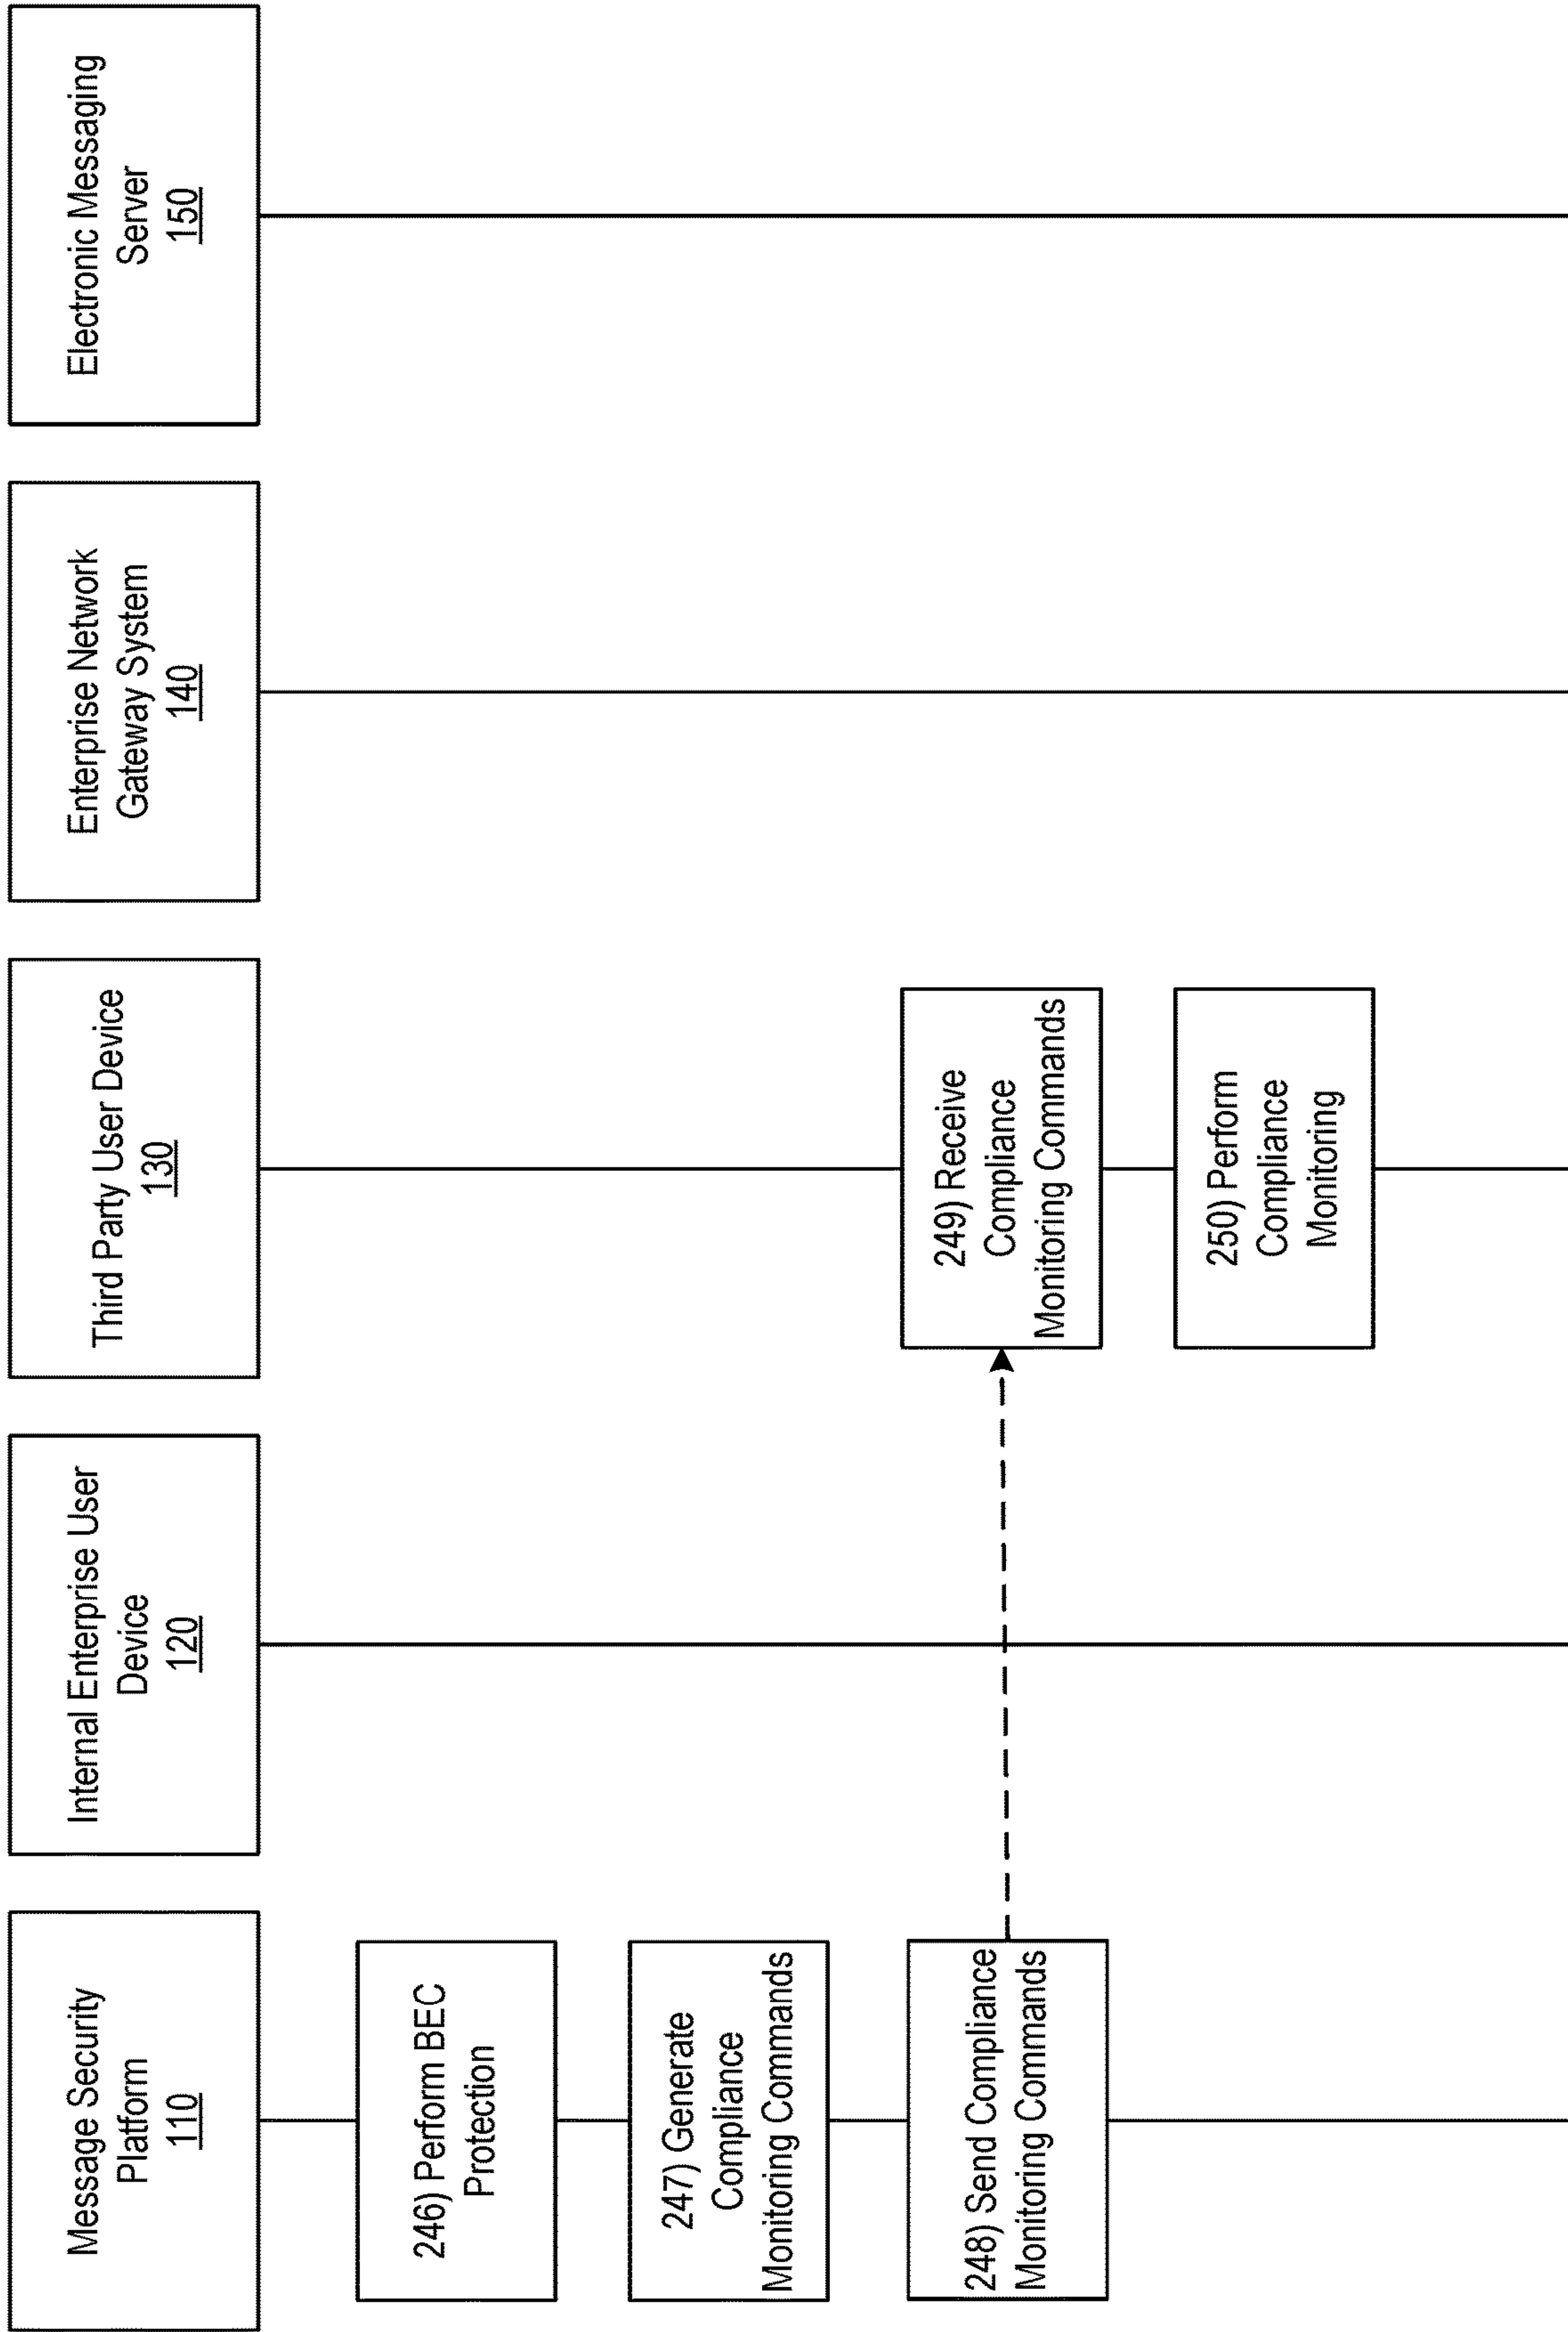 Message Security
Platform
110
Internal Enterprise User
Device
120
Third Party User Device
130
Enterprise Network
Gateway System
140
Electronic Messaging
Server
150
246) Perform BEC
Protection
247) Generate
Compliance
Monitoring Commands
248) Send Compliance
Monitoring Commands
249) Receive
Compliance
Monitoring Commands
250) Perform
Compliance
Monitoring